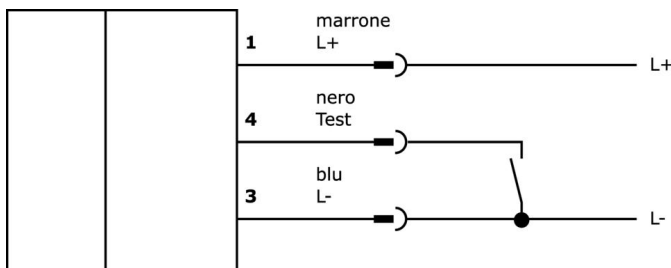 marrone
1 L+
L+
nero
4 Test
blu
3 L-
L-